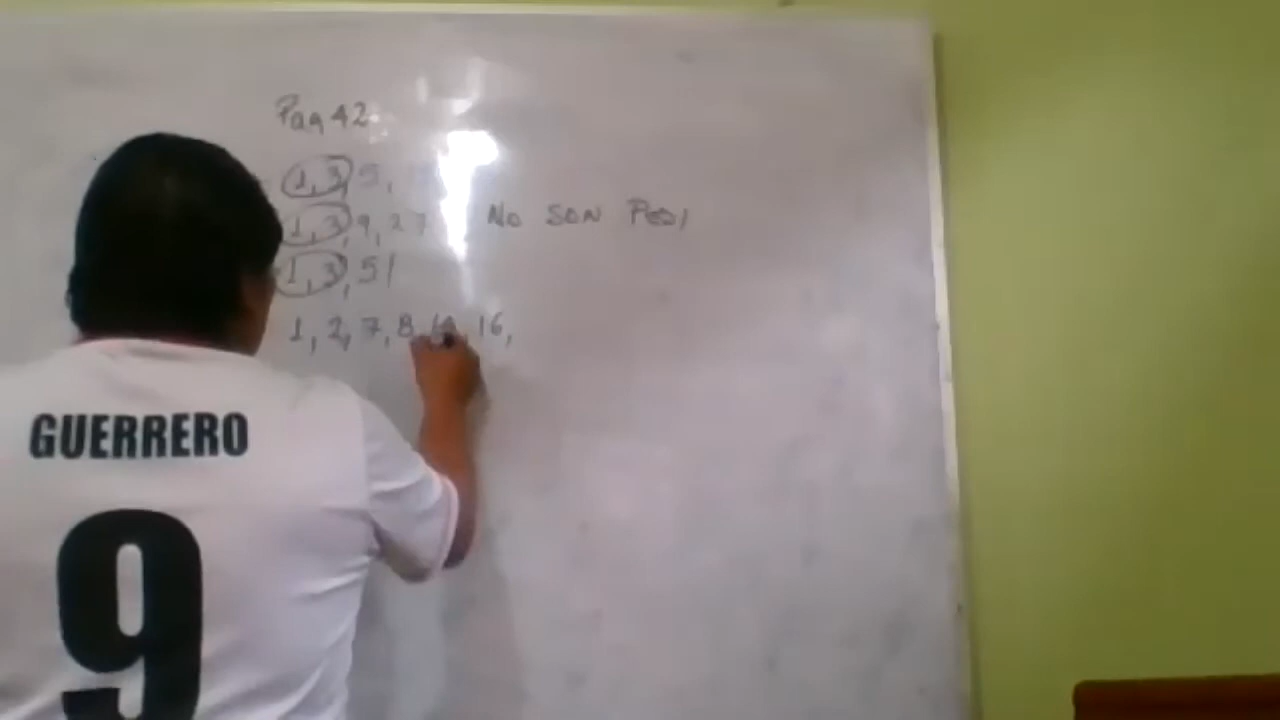 Pag 42
1, 3, 5,
1, 3, 9, 27 No SON PESI
1, 3, 51
1, 2, 7, 8, 14, 16,
GUERRERO
9